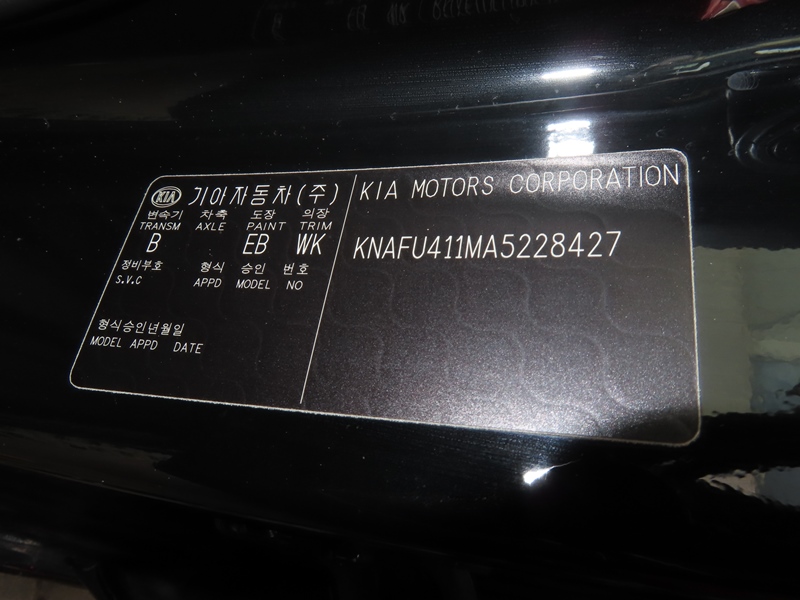 KIA 기아자동차(주)
변속기 차축 도장 의장
TRANSM AXLE PAINT TRIM
B EB WK
정비부호 형식 승인 번호
S.V.C APPD MODEL NO
형식승인년월일
MODEL APPD DATE
KIA MOTORS CORPORATION
KNAFU411MA5228427